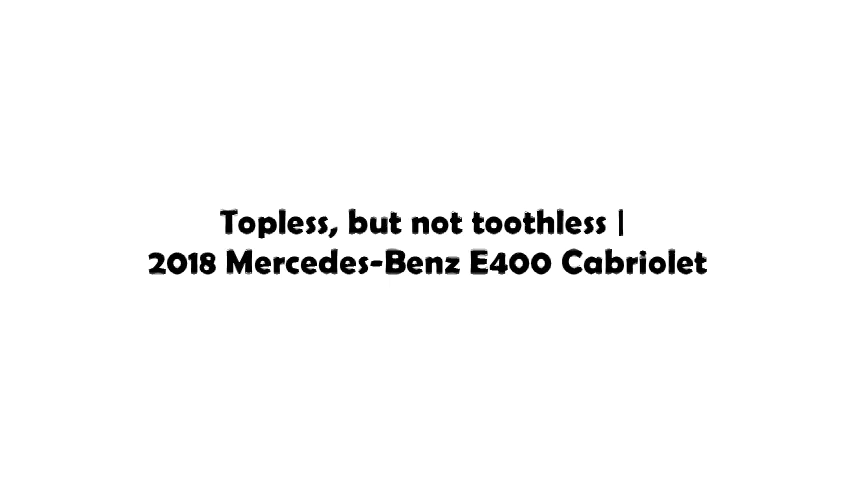 Topless, but not toothless |
2018 Mercedes-Benz E400 Cabriolet